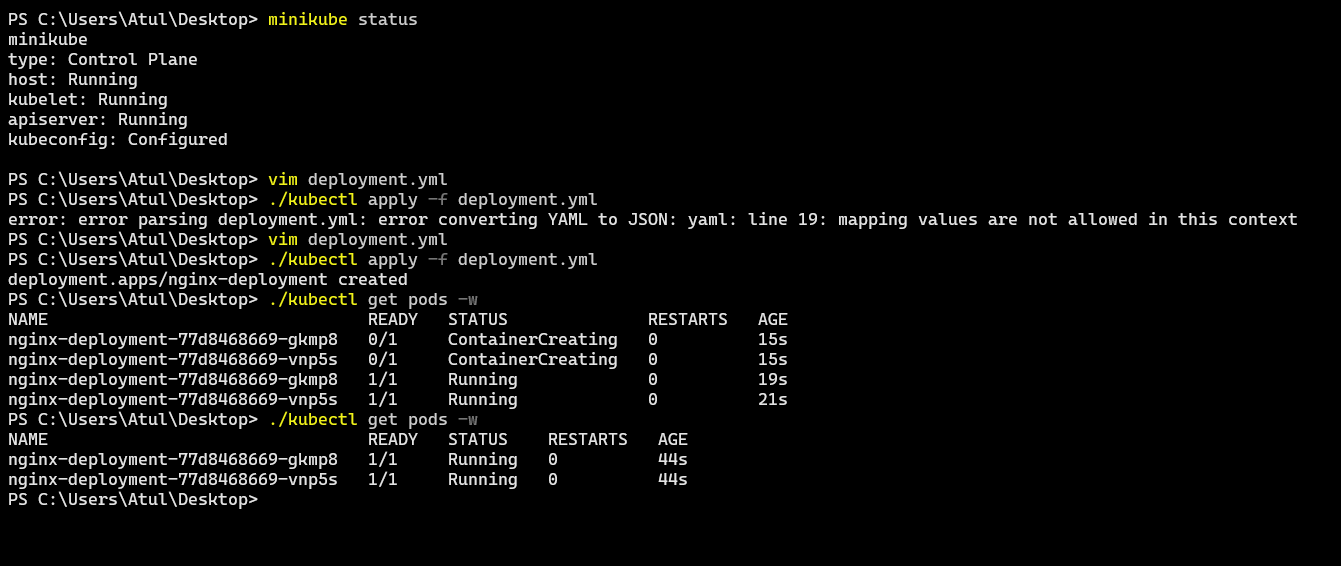 PS C:\Users\Atul\Desktop> minikube status
minikube
type: Control Plane
host: Running
kubelet: Running
apiserver: Running
kubeconfig: Configured
PS C:\Users\Atul\Desktop> vim deployment.yml
PS C:\Users\Atul\Desktop> ./kubectl apply -f deployment.yml
error: error parsing deployment.yml: error converting YAML to JSON: yaml: line 19: mapping values are not allowed in this context
PS C:\Users\Atul\Desktop> vim deployment.yml
PS C:\Users\Atul\Desktop> ./kubectl apply -f deployment.yml
deployment.apps/nginx-deployment created
PS C:\Users\Atul\Desktop> ./kubectl get pods -w
NAME READY STATUS RESTARTS AGE
nginx-deployment-77d8468669-gkmp8 0/1 ContainerCreating 0 15s
nginx-deployment-77d8468669-vnp5s 0/1 ContainerCreating 0 15s
nginx-deployment-77d8468669-gkmp8 1/1 Running 0 19s
nginx-deployment-77d8468669-vnp5s 1/1 Running 0 21s
PS C:\Users\Atul\Desktop> ./kubectl get pods -w
NAME READY STATUS RESTARTS AGE
nginx-deployment-77d8468669-gkmp8 1/1 Running 0 44s
nginx-deployment-77d8468669-vnp5s 1/1 Running 0 44s
PS C:\Users\Atul\Desktop>